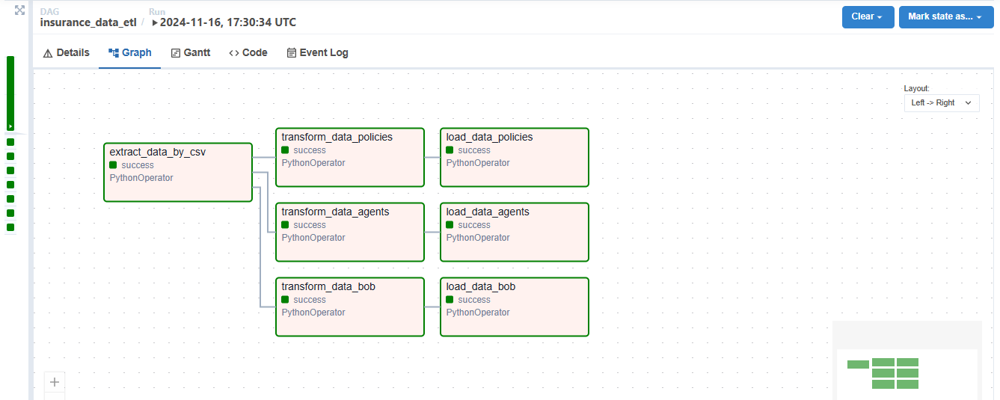 DAG
Run
insurance_data_etl / 2024-11-16, 17:30:34 UTC
Clear
Mark state as...
Details
Graph
Gantt
Code
Event Log
Layout:
Left -> Right
extract_data_by_csv
success
PythonOperator
transform_data_policies
success
PythonOperator
load_data_policies
success
PythonOperator
transform_data_agents
success
PythonOperator
load_data_agents
success
PythonOperator
transform_data_bob
success
PythonOperator
load_data_bob
success
PythonOperator